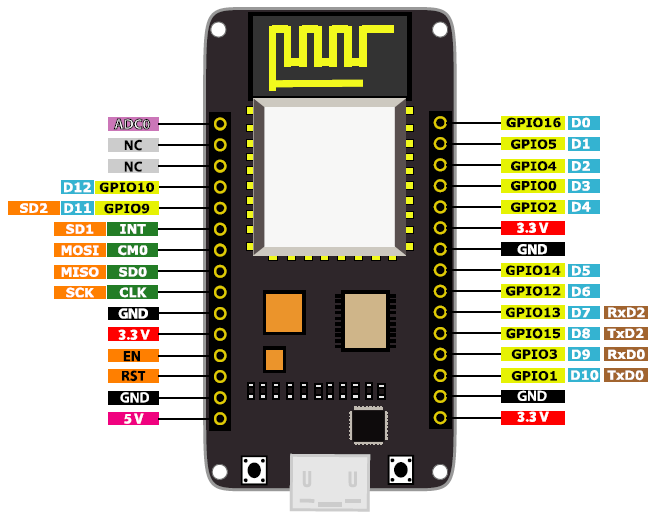 ADC0
NC
NC
D12 GPIO10
SD2 D11 GPIO9
SD1 INT
MOSI CM0
MISO SD0
SCK CLK
GND
3.3 V
EN
RST
GND
5 V
GPIO16 D0
GPIO5 D1
GPIO4 D2
GPIO0 D3
GPIO2 D4
3.3 V
GND
GPIO14 D5
GPIO12 D6
GPIO13 D7 RxD2
GPIO15 D8 TxD2
GPIO3 D9 RxD0
GPIO1 D10 TxD0
GND
3.3 V